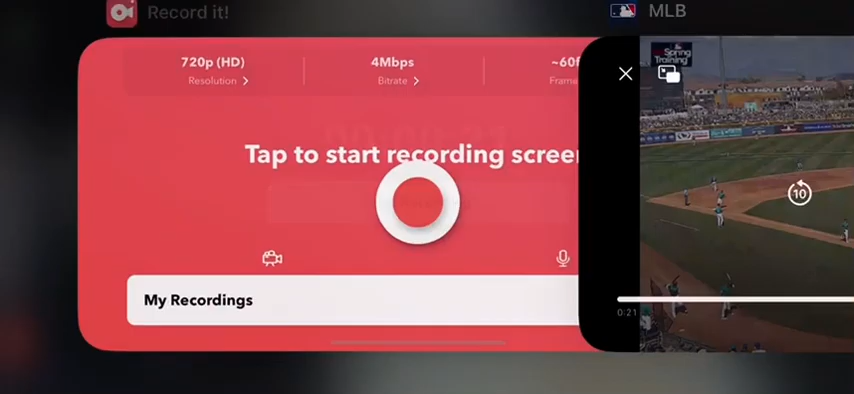 Record it!
MLB
720p (HD)
Resolution
4Mbps
Bitrate
~60f
Frame
Spring
Training
Tap to start recording screen
10
My Recordings
0:21